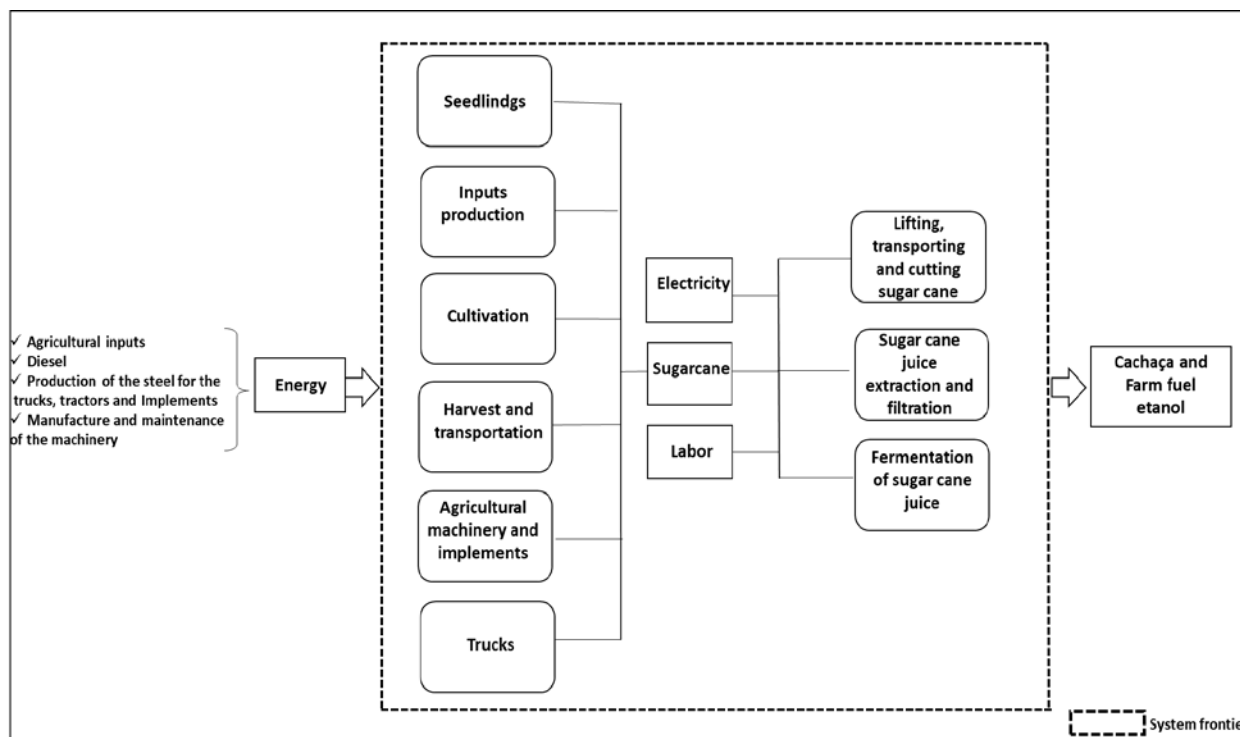 ✓ Agricultural inputs
✓ Diesel
✓ Production of the steel for the
trucks, tractors and Implements
✓ Manufacture and maintenance
of the machinery
Energy
Seedlindgs
Inputs
production
Cultivation
Harvest and
transportation
Agricultural
machinery and
implements
Trucks
Electricity
Sugarcane
Labor
Lifting,
transporting
and cutting
sugar cane
Sugar cane
juice
extraction and
filtration
Fermentation
of sugar cane
juice
Cachaça and
Farm fuel
etanol
System frontie